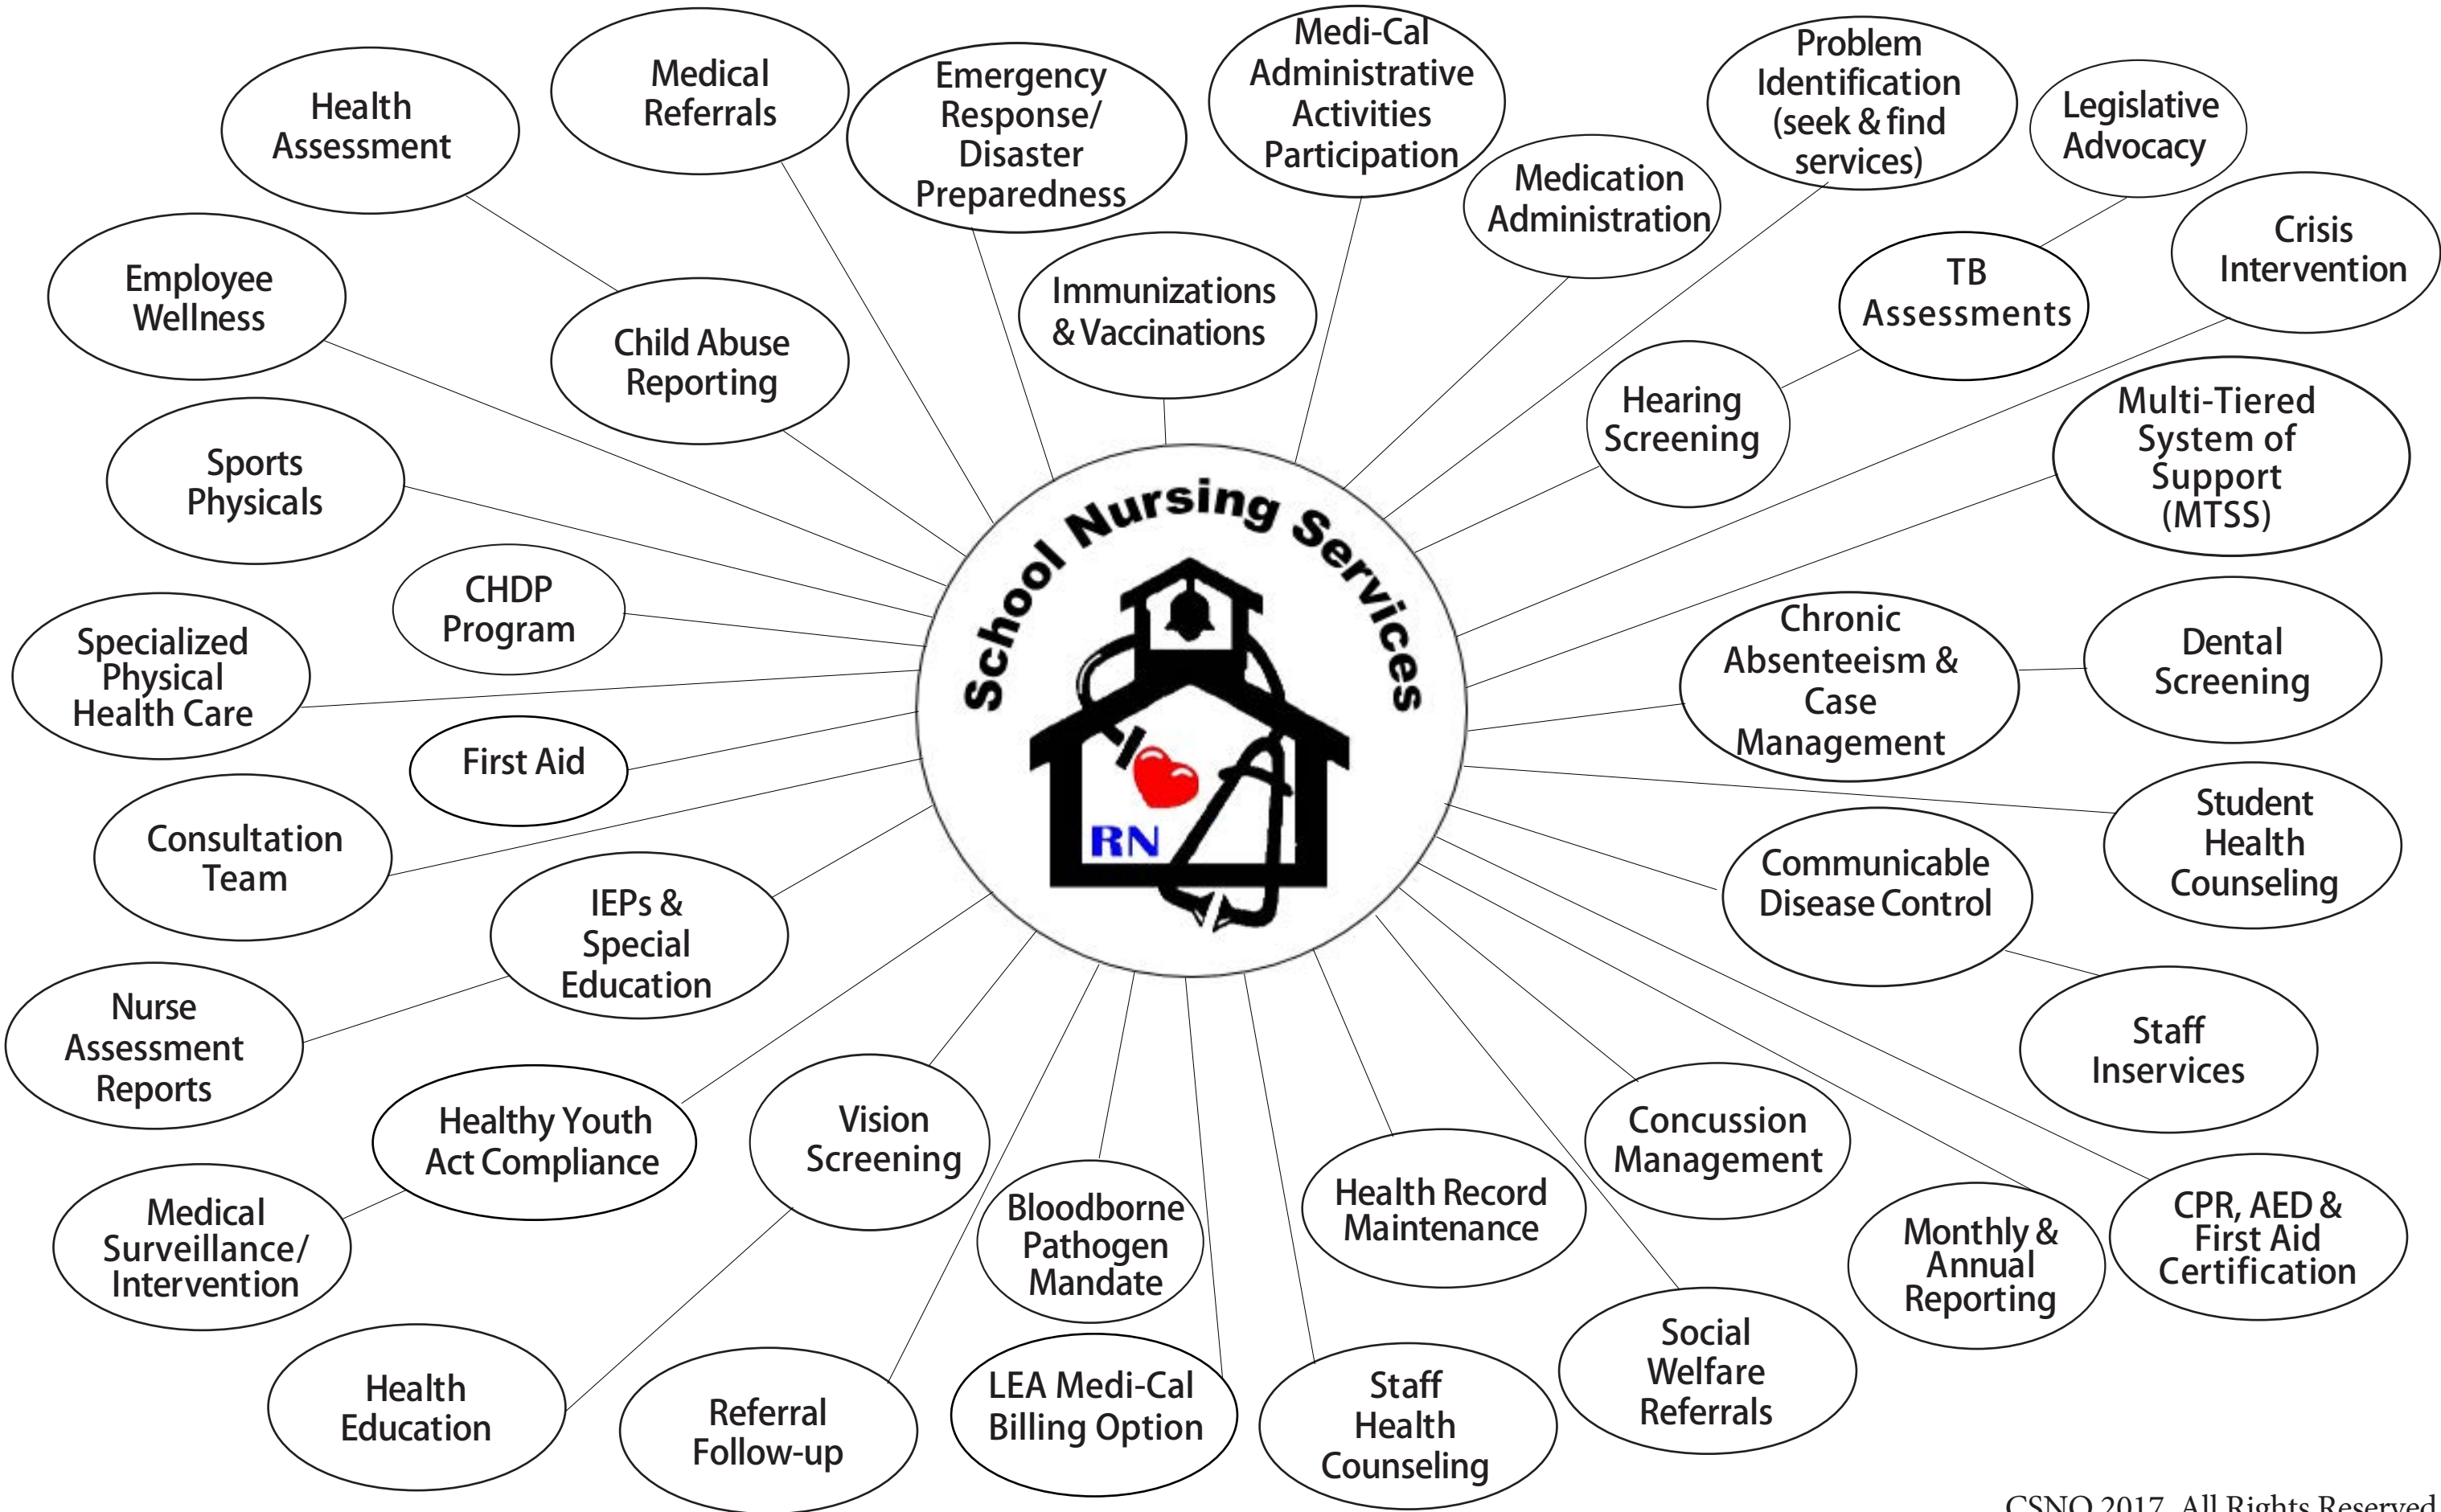 Health
Assessment
Medical
Referrals
Emergency
Response/
Disaster
Preparedness
Medi-Cal
Administrative
Activities
Participation
Medication
Administration
Problem
Identification
(seek & find
services)
Legislative
Advocacy
Crisis
Intervention
TB
Assessments
Hearing
Screening
Immunizations
& Vaccinations
Employee
Wellness
Child Abuse
Reporting
Sports
Physicals
CHDP
Program
Specialized
Physical
Health Care
First Aid
Consultation
Team
IEPs &
Special
Education
Nurse
Assessment
Reports
School Nursing Services
RN
Multi-Tiered
System of
Support
(MTSS)
Chronic
Absenteeism &
Case
Management
Dental
Screening
Student
Health
Counseling
Communicable
Disease Control
Staff
Inservices
Healthy Youth
Act Compliance
Medical
Surveillance/
Intervention
Vision
Screening
Health
Education
Referral
Follow-up
Bloodborne
Pathogen
Mandate
LEA Medi-Cal
Billing Option
Health Record
Maintenance
Staff
Health
Counseling
Concussion
Management
Social
Welfare
Referrals
Monthly &
Annual
Reporting
CPR, AED &
First Aid
Certification
CSNO 2017. All Rights Reserved